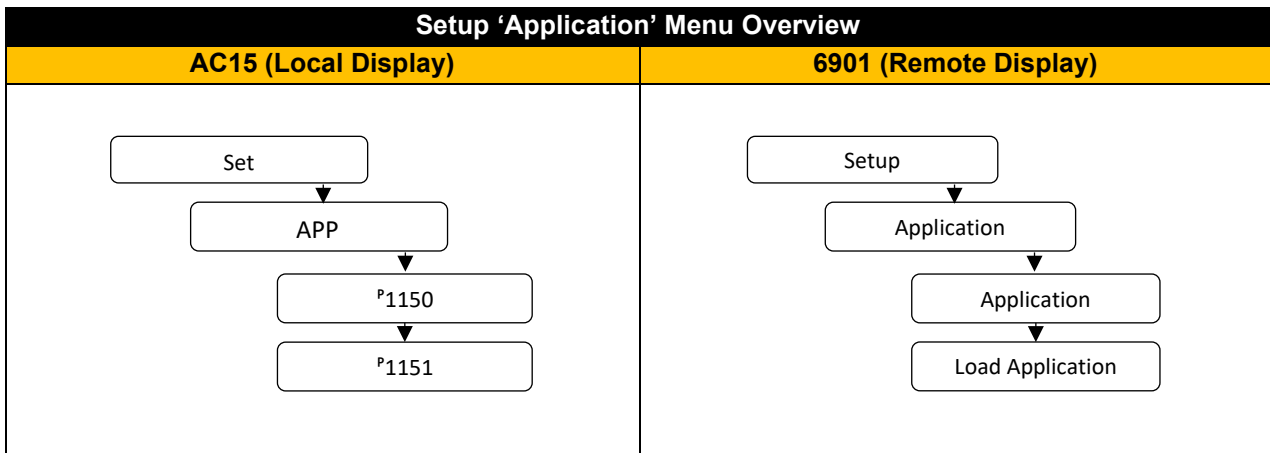 Setup ‘Application’ Menu Overview
AC15 (Local Display)
6901 (Remote Display)
Set
APP
ᴾ1150
ᴾ1151
Setup
Application
Application
Load Application